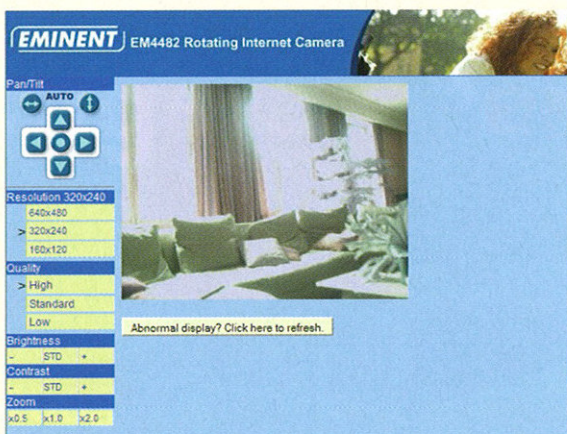 EMINENT EM4482 Rotating Internet Camera
Pan/Tilt
AUTO
Resolution 320x240
640x480
> 320x240
160x120
Quality
> High
Standard
Low
Abnormal display? Click here to refresh.
Brightness
- STD +
Contrast
- STD +
Zoom
x0.5 x1.0 x2.0